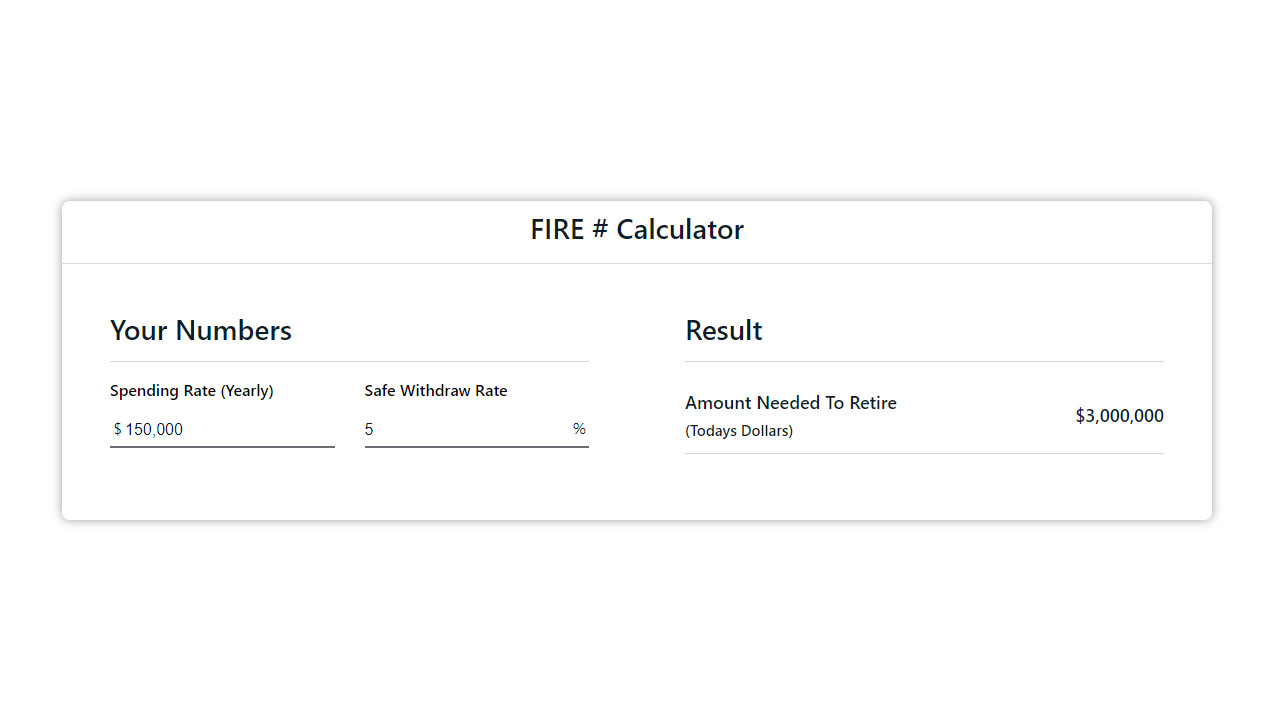 FIRE # Calculator
Your Numbers
Spending Rate (Yearly)
$ 150,000
Safe Withdraw Rate
5 %
Result
Amount Needed To Retire
(Todays Dollars)
$3,000,000